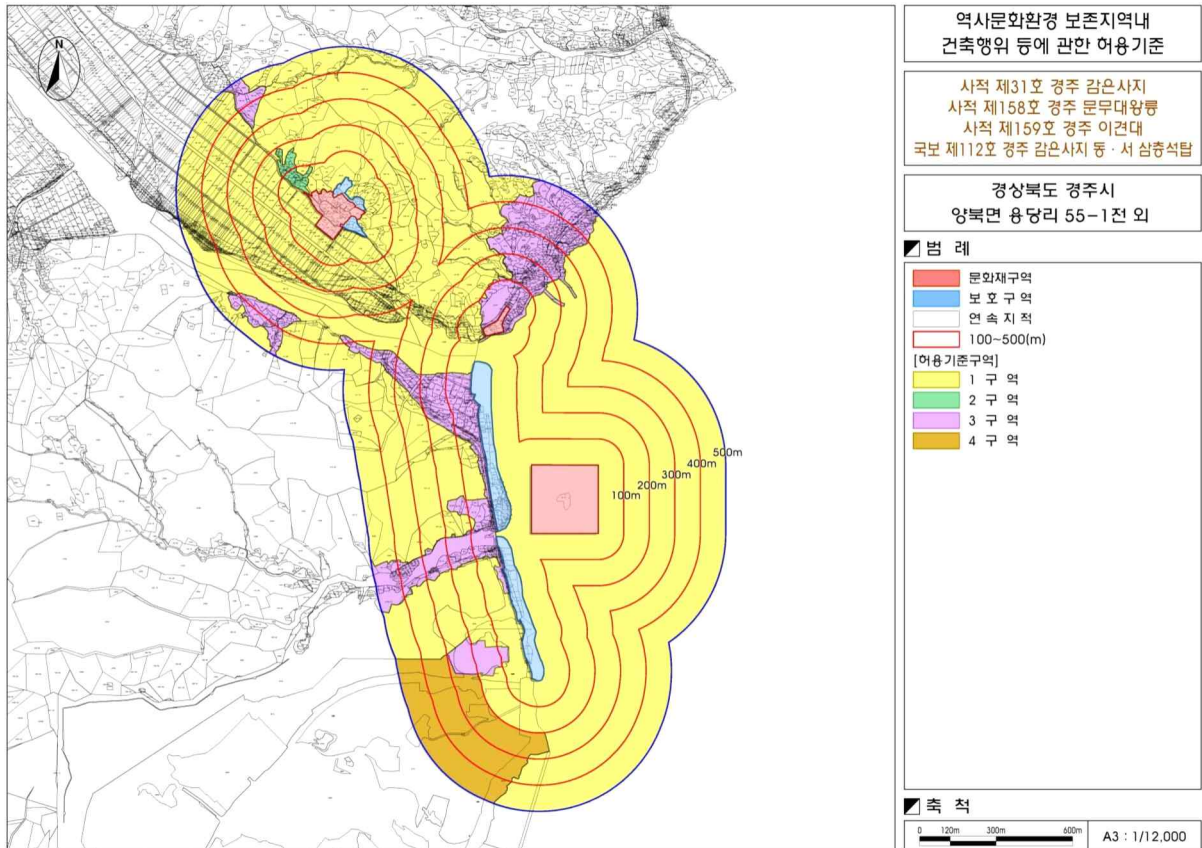 N
100m
200m
300m
400m
500m
역사문화환경 보존지역내
건축행위 등에 관한 허용기준
사적 제31호 경주 감은사지
사적 제158호 경주 문무대왕릉
사적 제159호 경주 이견대
국보 제112호 경주 감은사지 동·서 삼층석탑
경상북도 경주시
양북면 용당리 55-1전 외
범 례
문화재구역
보 호 구 역
연 속 지 적
100~500(m)
[허용기준구역]
1 구 역
2 구 역
3 구 역
4 구 역
축 척
0 120m 300m 600m
A3 : 1/12,000